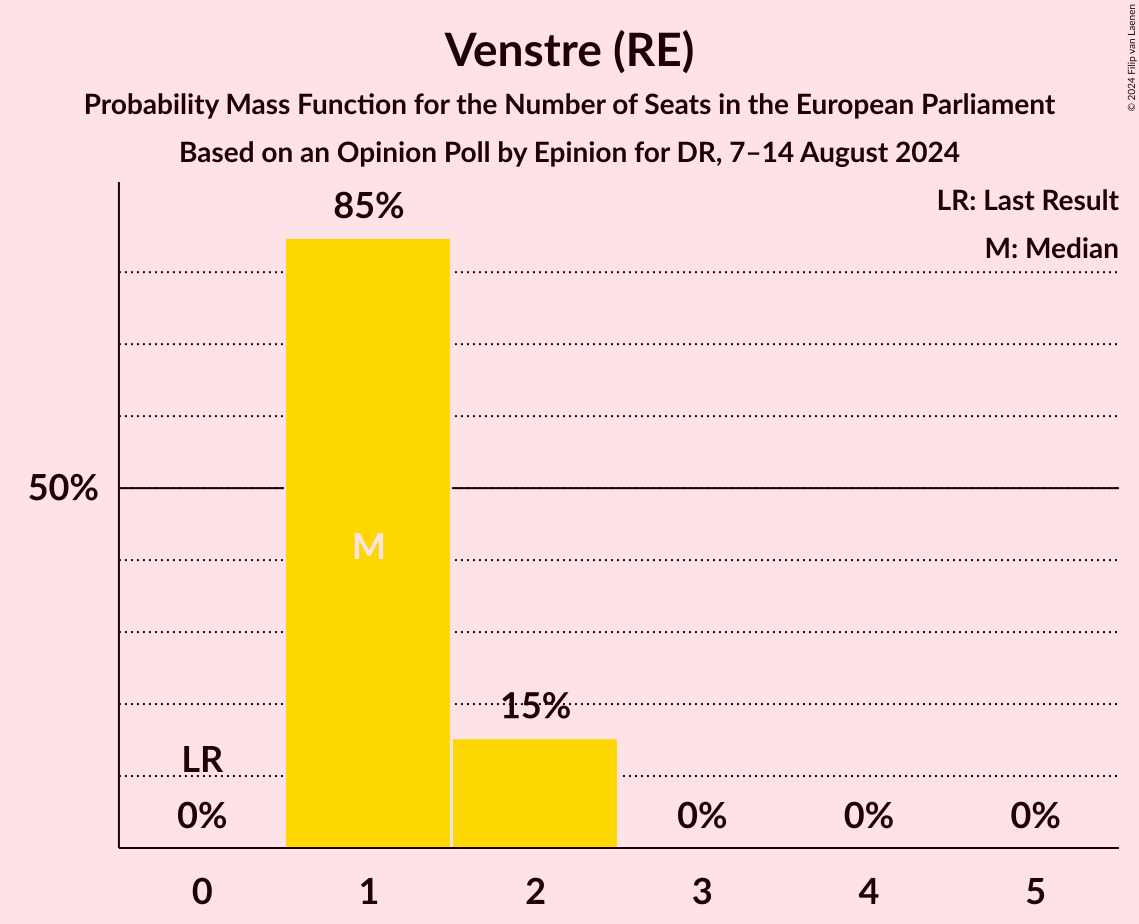 Venstre (RE)
Probability Mass Function for the Number of Seats in the European Parliament
Based on an Opinion Poll by Epinion for DR, 7–14 August 2024
© 2024 Filip van Laenen
LR: Last Result
M: Median
85%
50%
M
15%
LR
0%
0%
0%
0%
0
1
2
3
4
5